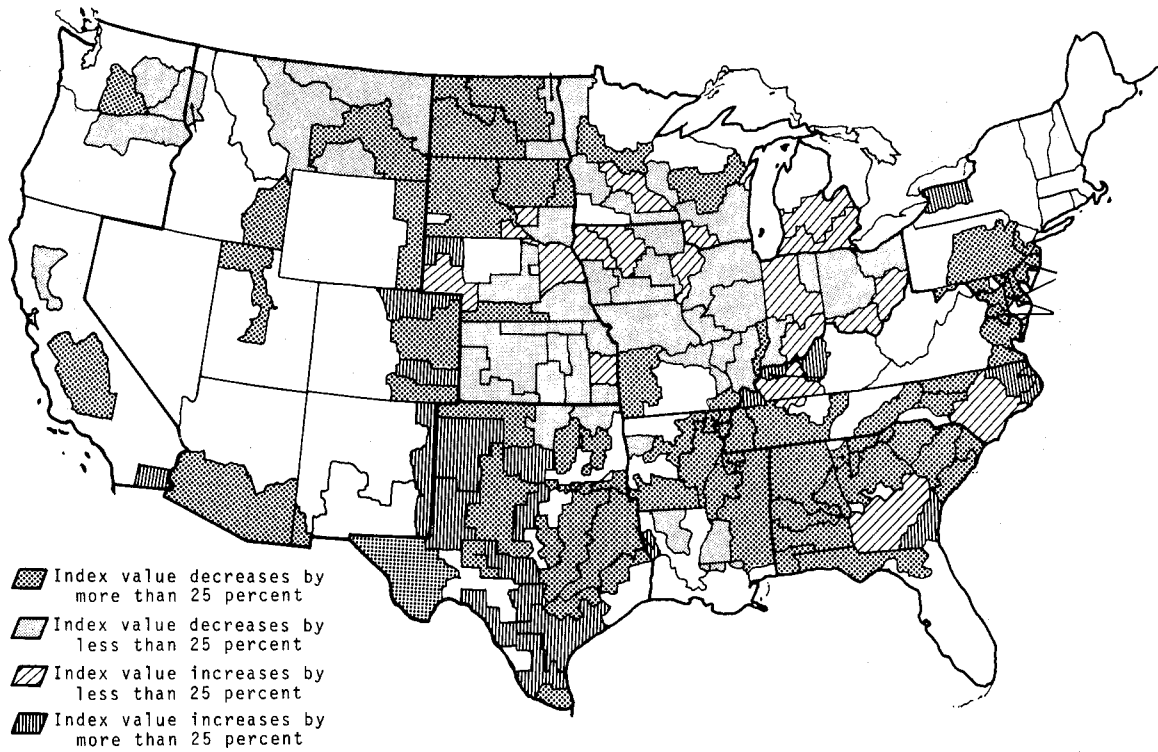 Index value decreases by
more than 25 percent
Index value decreases by
less than 25 percent
Index value increases by
less than 25 percent
Index value increases by
more than 25 percent